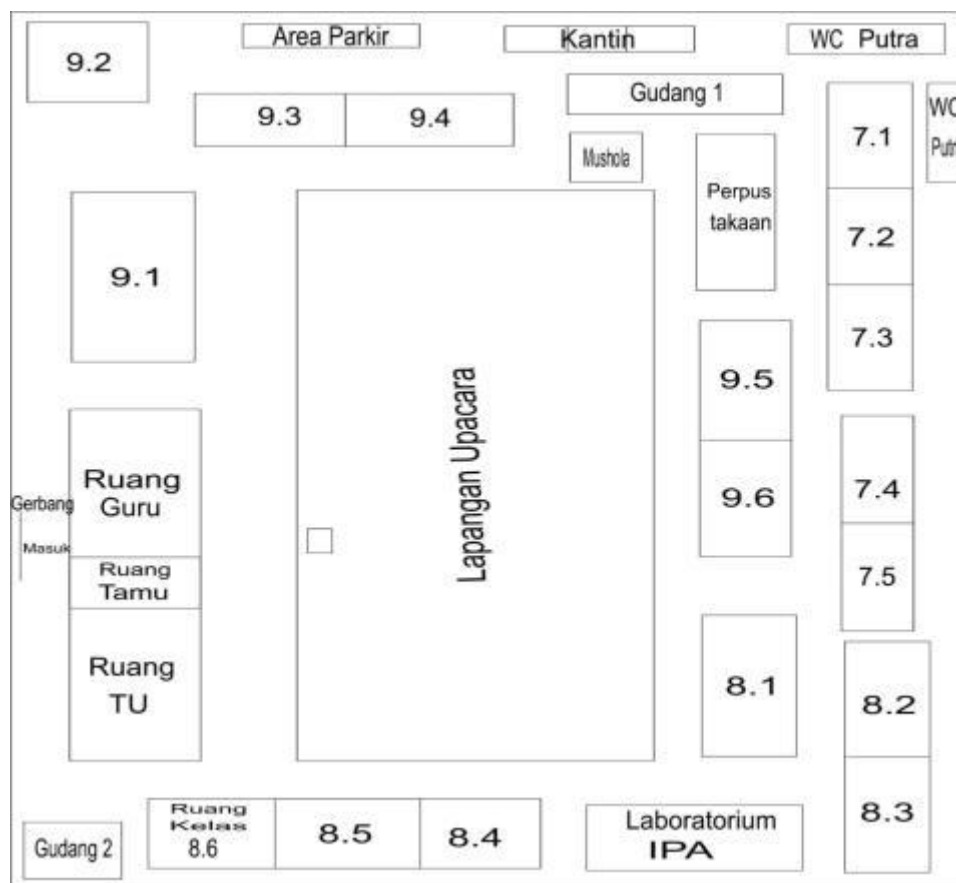 9.2
Area Parkir
Kantin
WC Putra
9.3
9.4
Gudang 1
Mushola
Perpus
takaan
7.1
WC
7.2
7.3
9.1
Lapangan Upacara
9.5
9.6
Ruang
Guru
Gerbang
Masuk
Ruang
Tamu
Ruang
TU
7.4
7.5
8.1
8.2
8.3
Gudang 2
Ruang
Kelas
8.6
8.5
8.4
Laboratorium
IPA